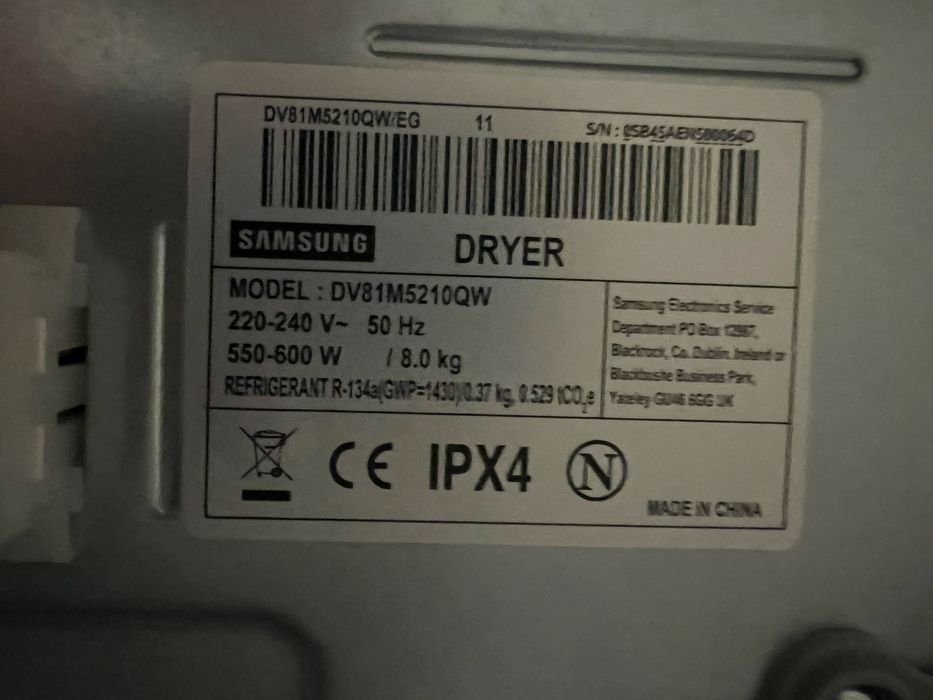 DV81M5210QW/EG 11 S/N :
SAMSUNG DRYER
MODEL : DV81M5210QW
220-240 V~ 50 Hz
550-600 W / 8.0 kg
REFRIGERANT R-134a(GWP=1430)/0.37 kg, 0.529 tCO₂e
Samsung Electronics Service
Department PO Box
Blackrock, Co. Dublin. Ireland or
Blackbushe Business Park,
Yateley GU46 6GG UK
CE IPX4 N
MADE IN CHINA